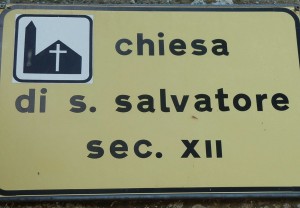 chiesa
di s. salvatore
sec. XII